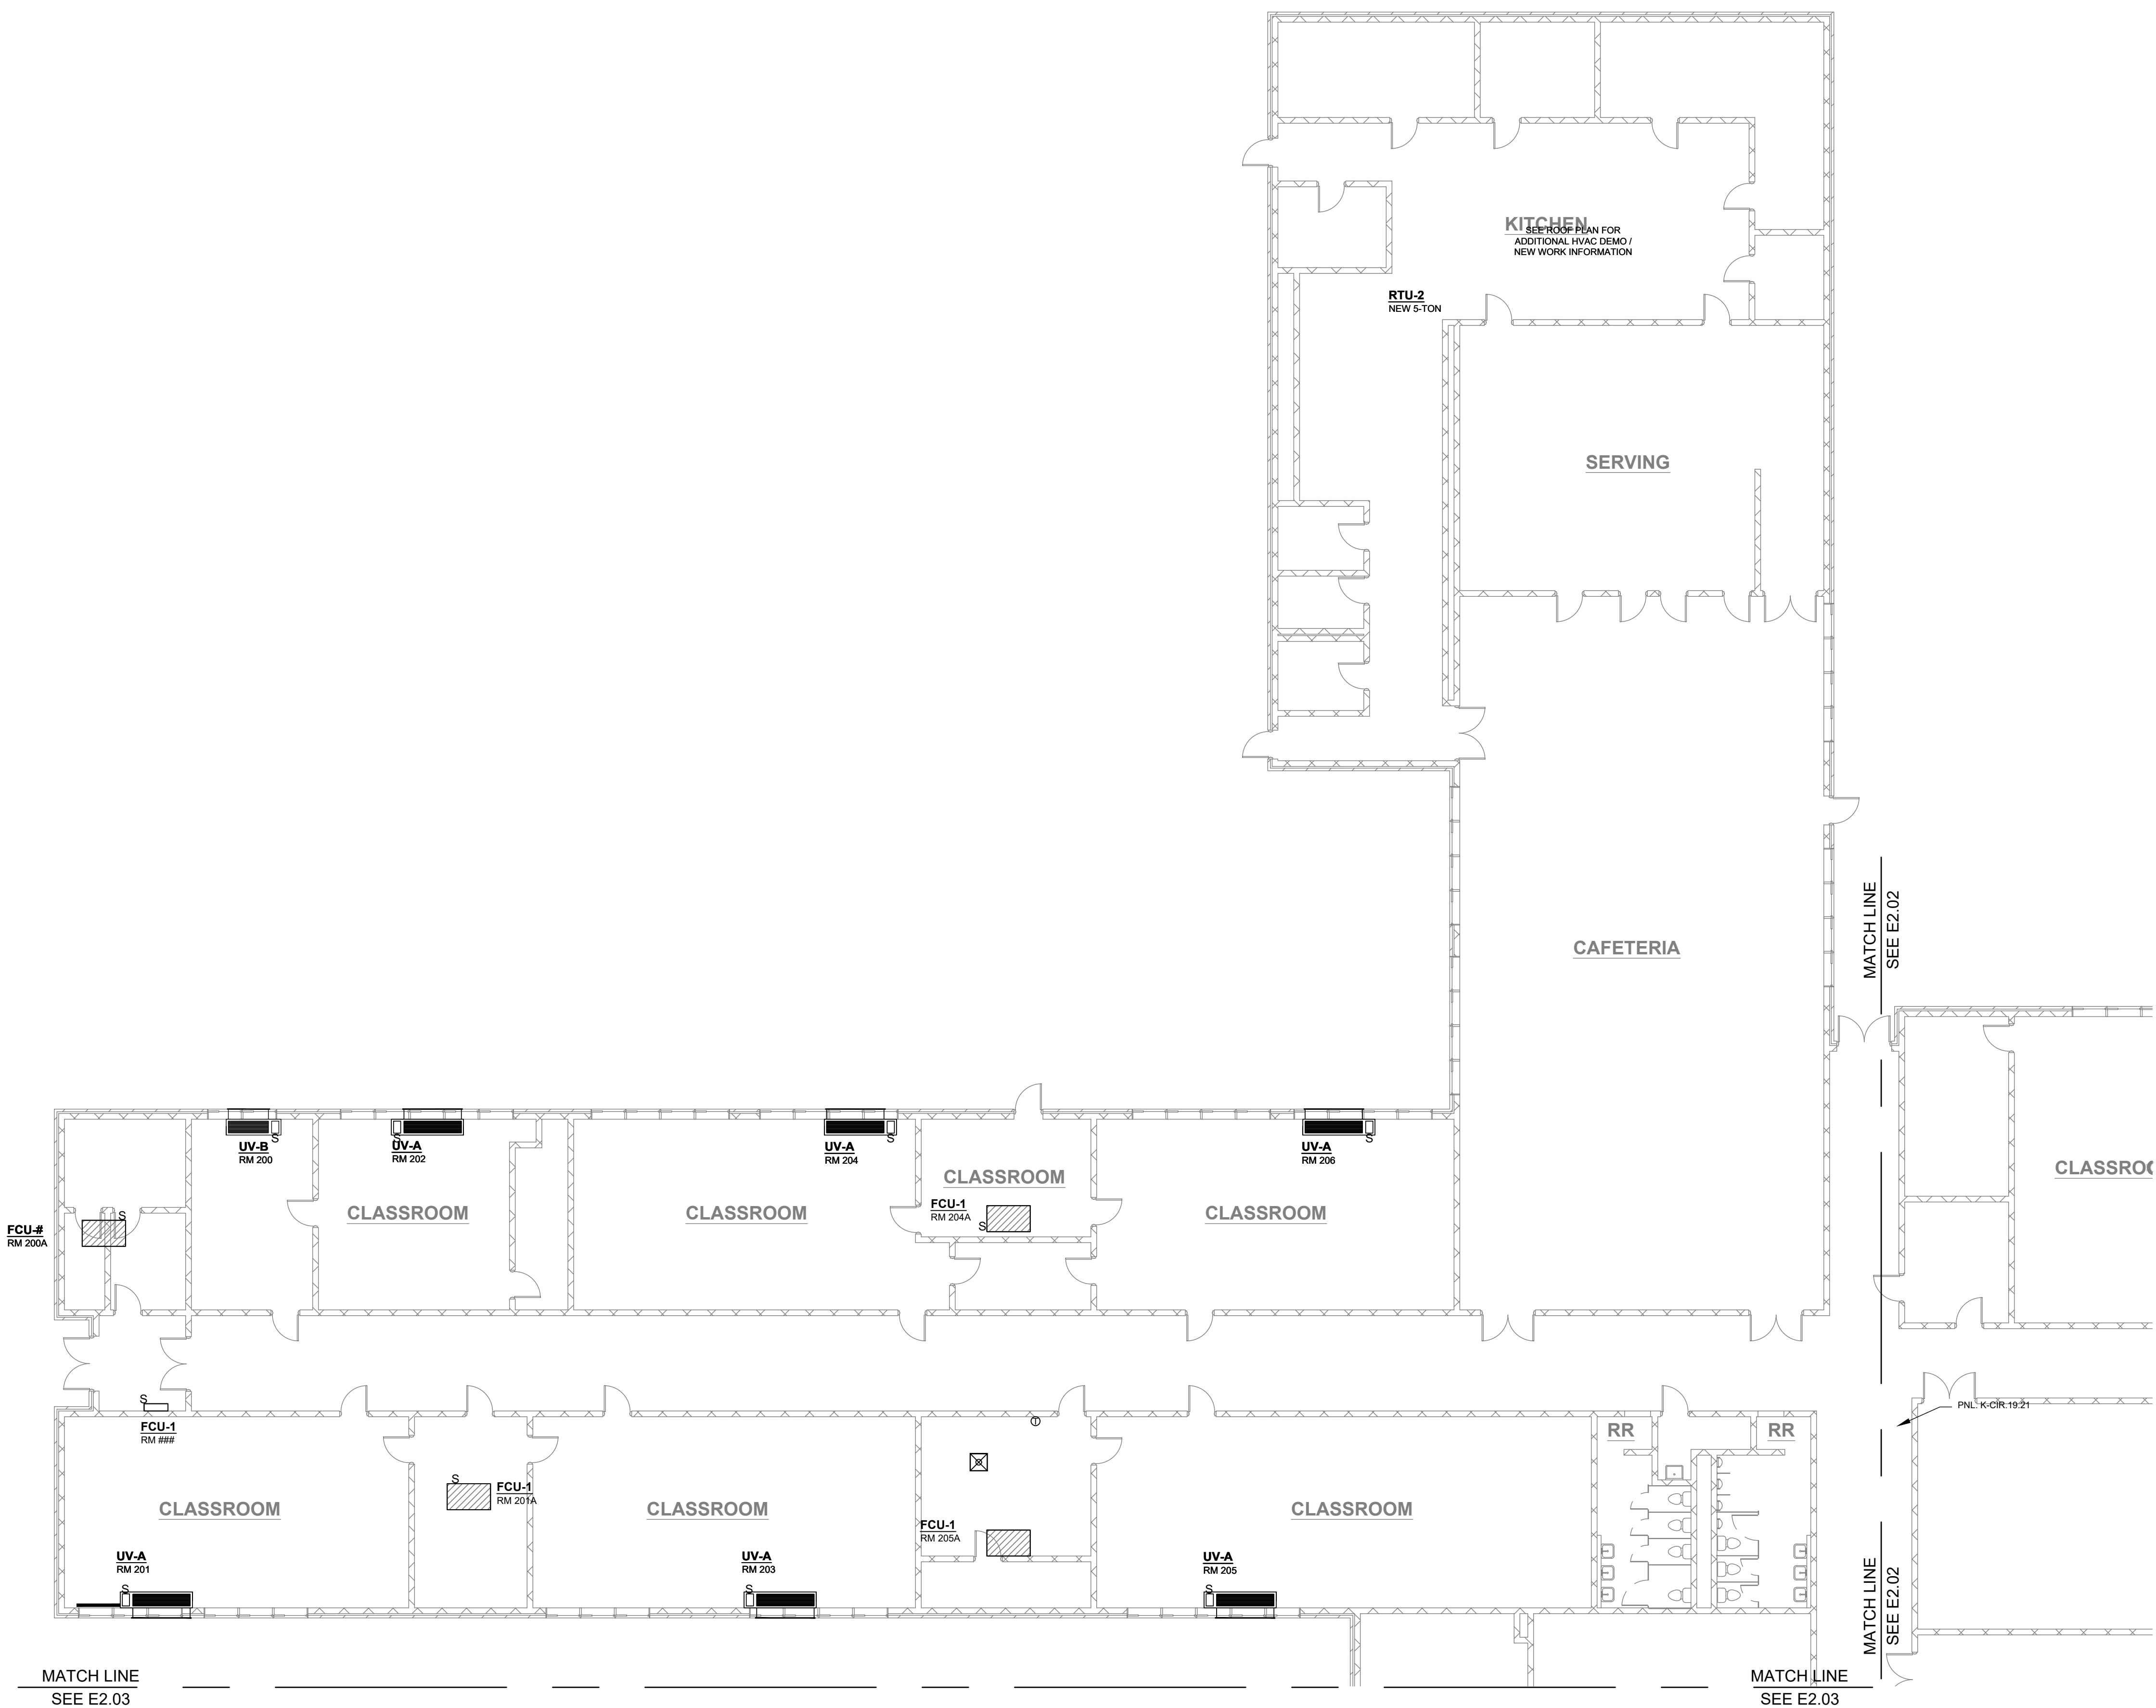 KITCHEN
SEE ROOF PLAN FOR
ADDITIONAL HVAC DEMO /
NEW WORK INFORMATION
RTU-2
NEW 5-TON
SERVING
CAFETERIA
MATCH LINE
SEE E2.02
UV-B
RM 200
S
UV-A
RM 202
S
UV-A
RM 204
S
UV-A
RM 206
S
CLASSROOM
CLASSROOM
CLASSROOM
CLASSROOM
CLASSROO
FCU-1
RM 204A
S
FCU-#
RM 200A
S
S
FCU-1
RM ###
PNL. K-CIR.19.21
RR
RR
T
S
FCU-1
RM 201A
CLASSROOM
CLASSROOM
CLASSROOM
FCU-1
RM 205A
UV-A
RM 201
S
UV-A
RM 203
S
UV-A
RM 205
S
MATCH LINE
SEE E2.02
MATCH LINE
SEE E2.03
MATCH LINE
SEE E2.03